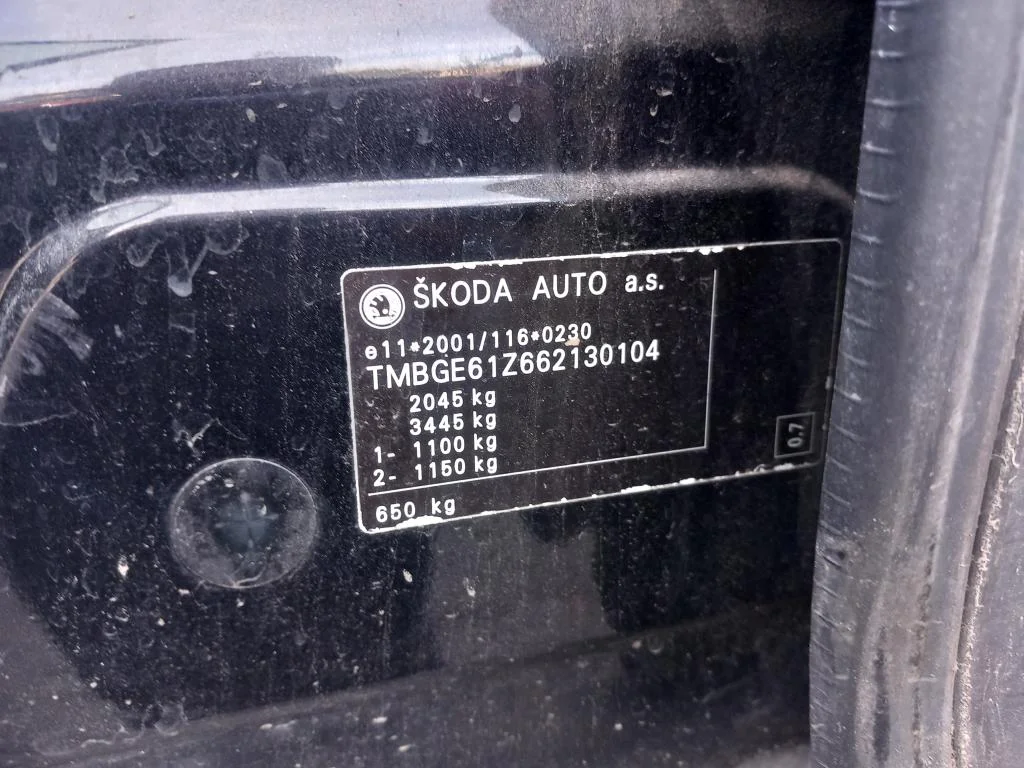 ŠKODA AUTO a.s.
e11*2001/116*0230
TMBGE61Z662130104
2045 kg
3445 kg
1- 1100 kg
2- 1150 kg
650 kg
0.7